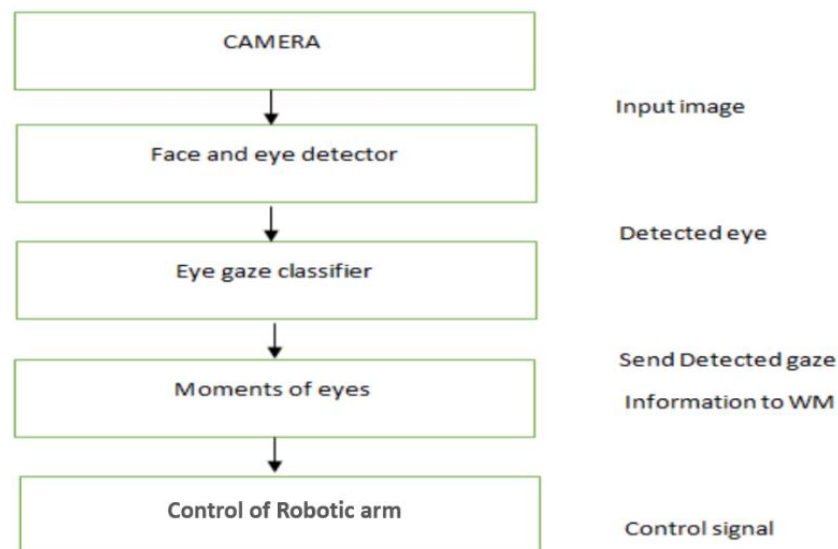 CAMERA
Input image
Face and eye detector
Detected eye
Eye gaze classifier
Send Detected gaze
Moments of eyes
Information to WM
Control of Robotic arm
Control signal